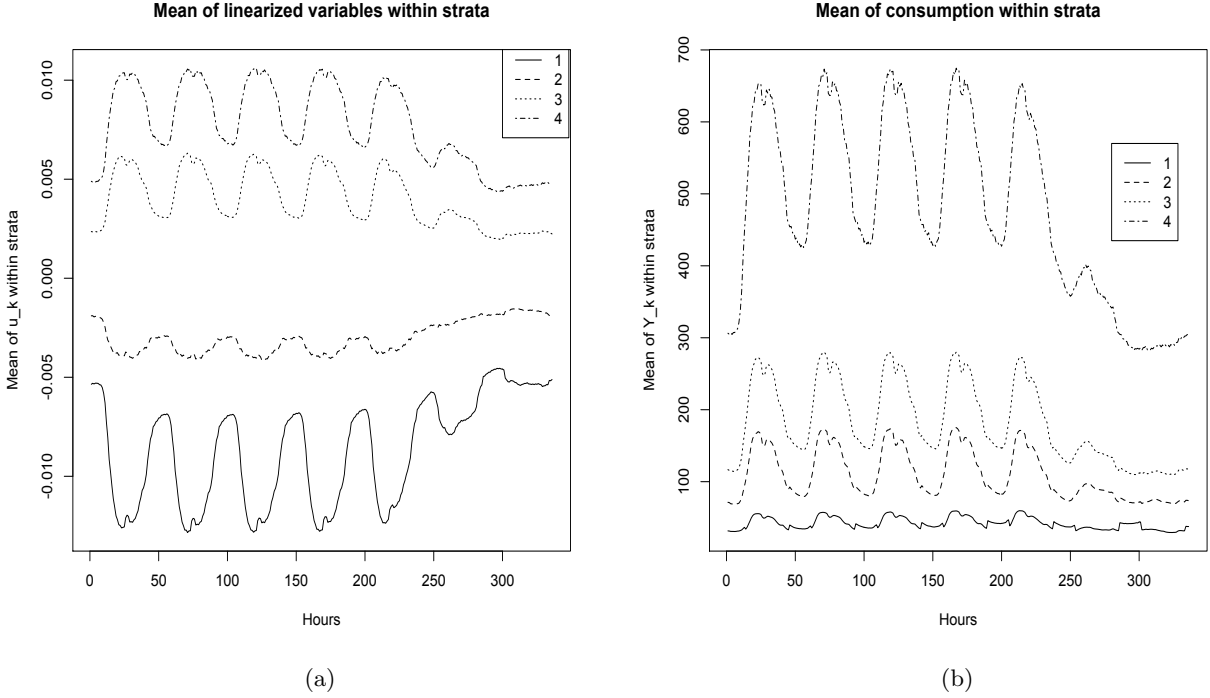 Mean of linearized variables within strata
Mean of u_k within strata
0.010
0.005
0.000
-0.005
-0.010
1
2
3
4
0 50 100 150 200 250 300
Hours
(a)
Mean of consumption within strata
Mean of Y_k within strata
700
600
500
400
300
200
100
1
2
3
4
0 50 100 150 200 250 300
Hours
(b)